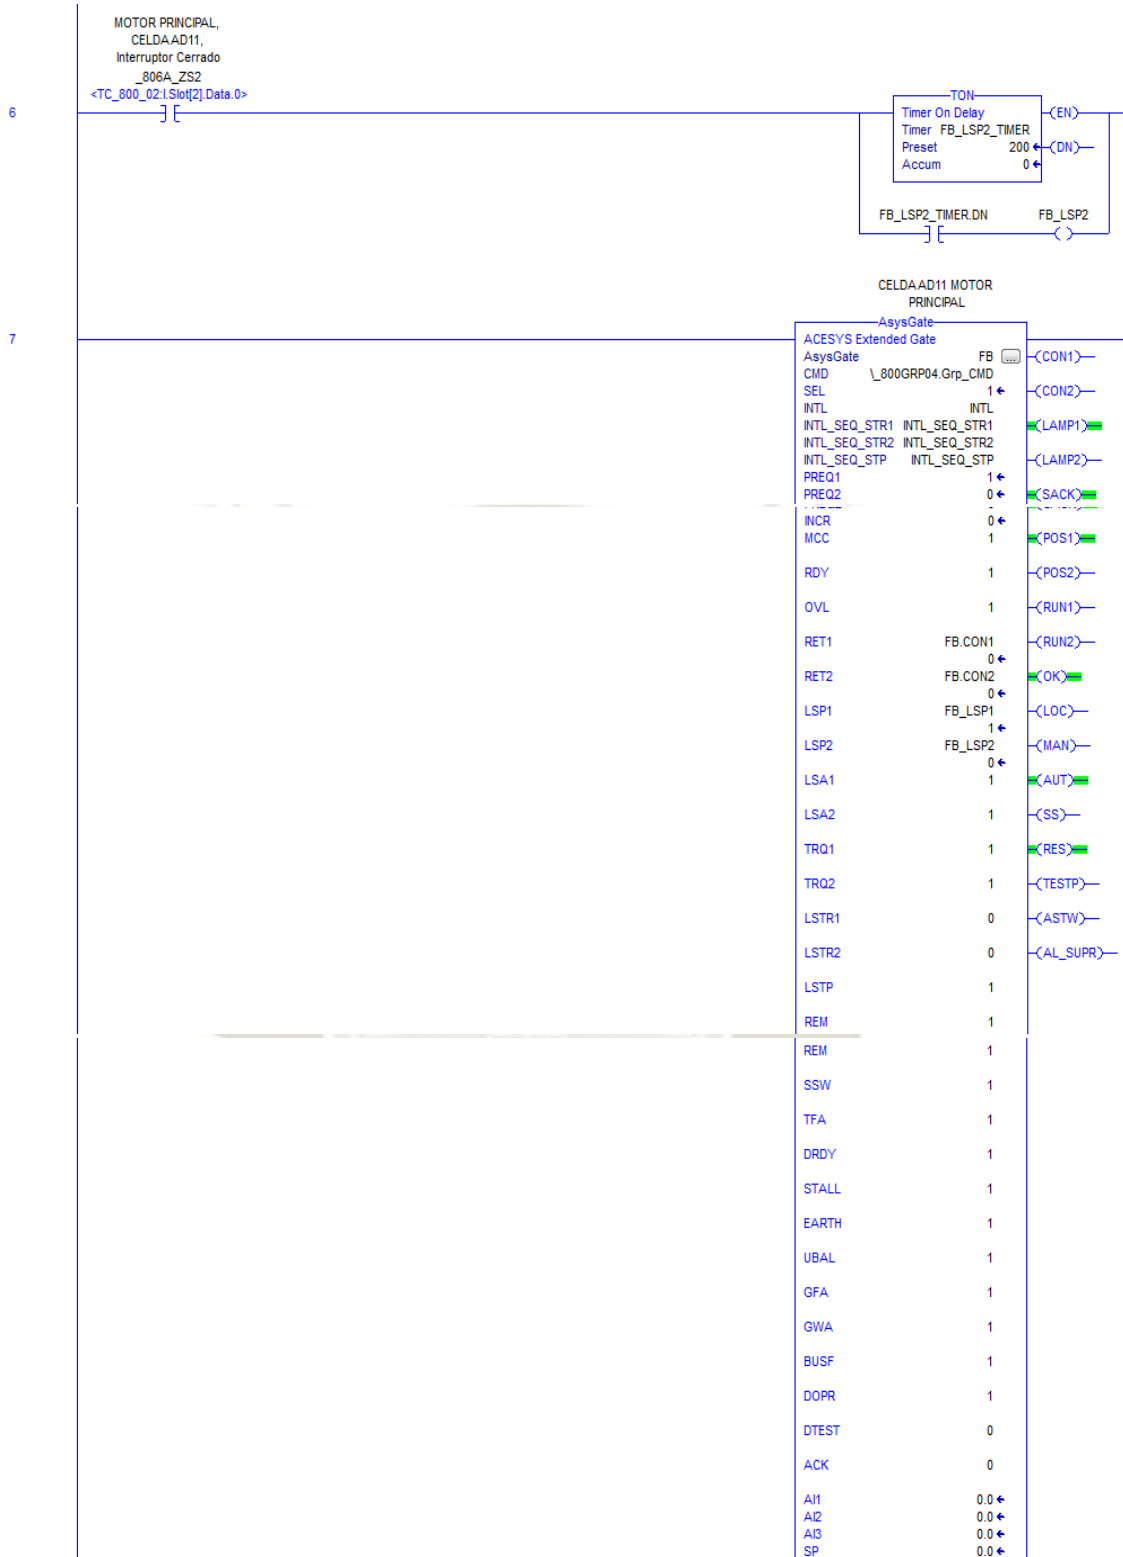 MOTOR PRINCIPAL,
CELDA AD11,
Interruptor Cerrado
_806A_ZS2
<TC_800_02:I.Slot[2].Data.0>
6
TON
Timer On Delay (EN)
Timer FB_LSP2_TIMER
Preset 200 (DN)
Accum 0
FB_LSP2_TIMER.DN FB_LSP2
CELDA AD11 MOTOR
PRINCIPAL
AsysGate
7
ACESYS Extended Gate
AsysGate FB ... (CON1)
CMD \_800GRP04.Grp_CMD
SEL 1 (CON2)
INTL INTL
INTL_SEQ_STR1 INTL_SEQ_STR1 (LAMP1)
INTL_SEQ_STR2 INTL_SEQ_STR2
INTL_SEQ_STP INTL_SEQ_STP (LAMP2)
PREQ1 1
PREQ2 0 (SACK)
INCR 0
MCC 1 (POS1)
RDY 1 (POS2)
OVL 1 (RUN1)
RET1 FB.CON1 (RUN2)
0
RET2 FB.CON2 (OK)
0
LSP1 FB_LSP1 (LOC)
1
LSP2 FB_LSP2 (MAN)
0
LSA1 1 (AUT)
LSA2 1 (SS)
TRQ1 1 (RES)
TRQ2 1 (TESTP)
LSTR1 0 (ASTW)
LSTR2 0 (AL_SUPR)
LSTP 1
REM 1
REM 1
SSW 1
TFA 1
DRDY 1
STALL 1
EARTH 1
UBAL 1
GFA 1
GWA 1
BUSF 1
DOPR 1
DTEST 0
ACK 0
AI1 0.0
AI2 0.0
AI3 0.0
SP 0.0